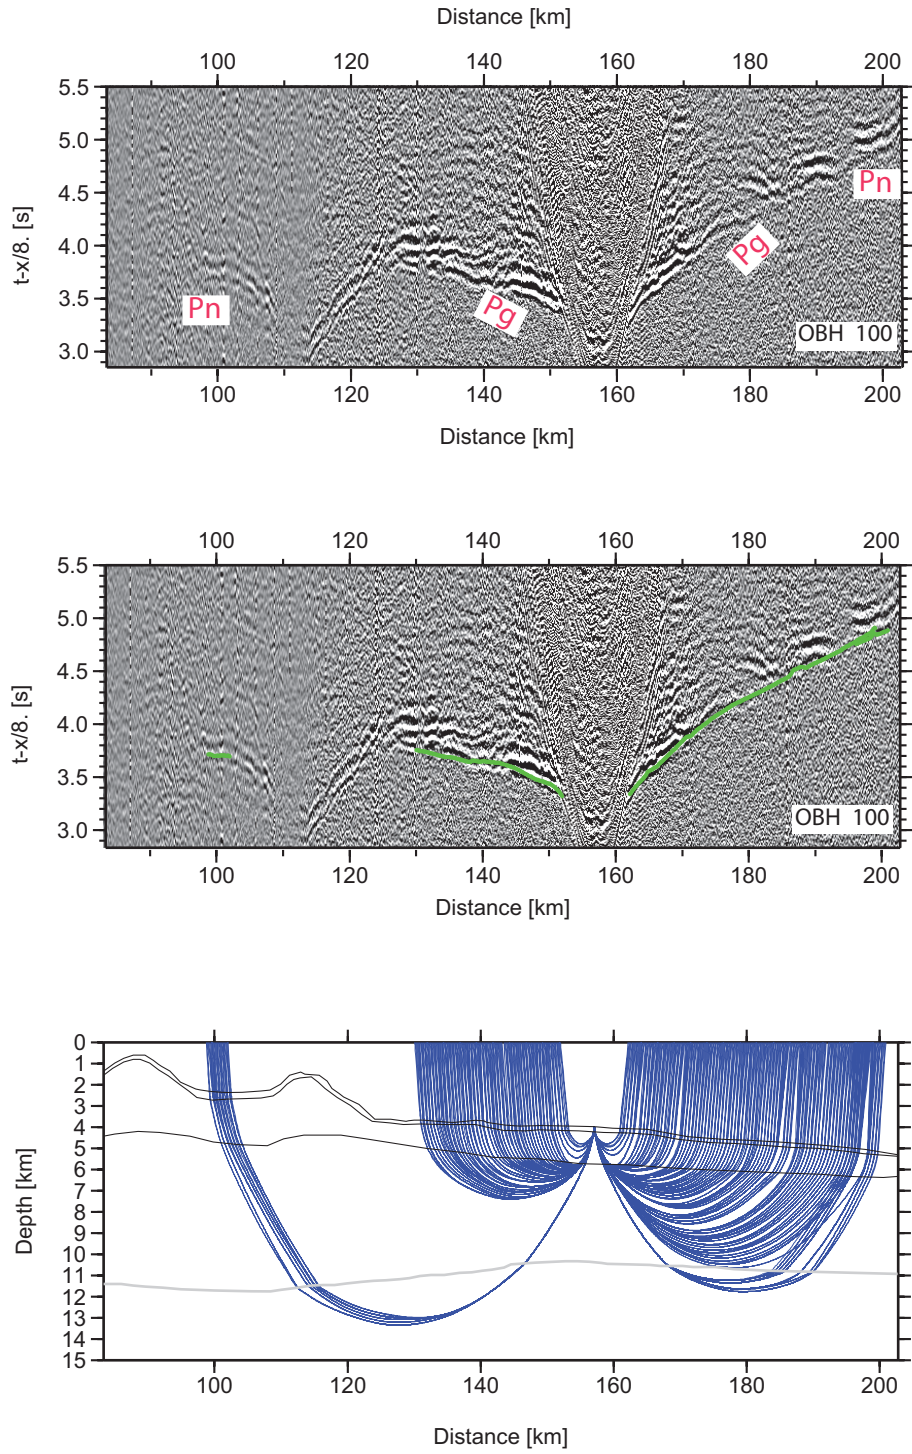 Distance [km]
100 120 140 160 180 200
5.5
5.0
4.5
4.0
3.5
3.0
t-x/8. [s]
Pn
Pg
Pg
Pn
OBH 100
100 120 140 160 180 200
Distance [km]
100 120 140 160 180 200
5.5
5.0
4.5
4.0
3.5
3.0
t-x/8. [s]
OBH 100
100 120 140 160 180 200
Distance [km]
0
1
2
3
4
5
6
7
8
9
10
11
12
13
14
15
Depth [km]
100 120 140 160 180 200
Distance [km]